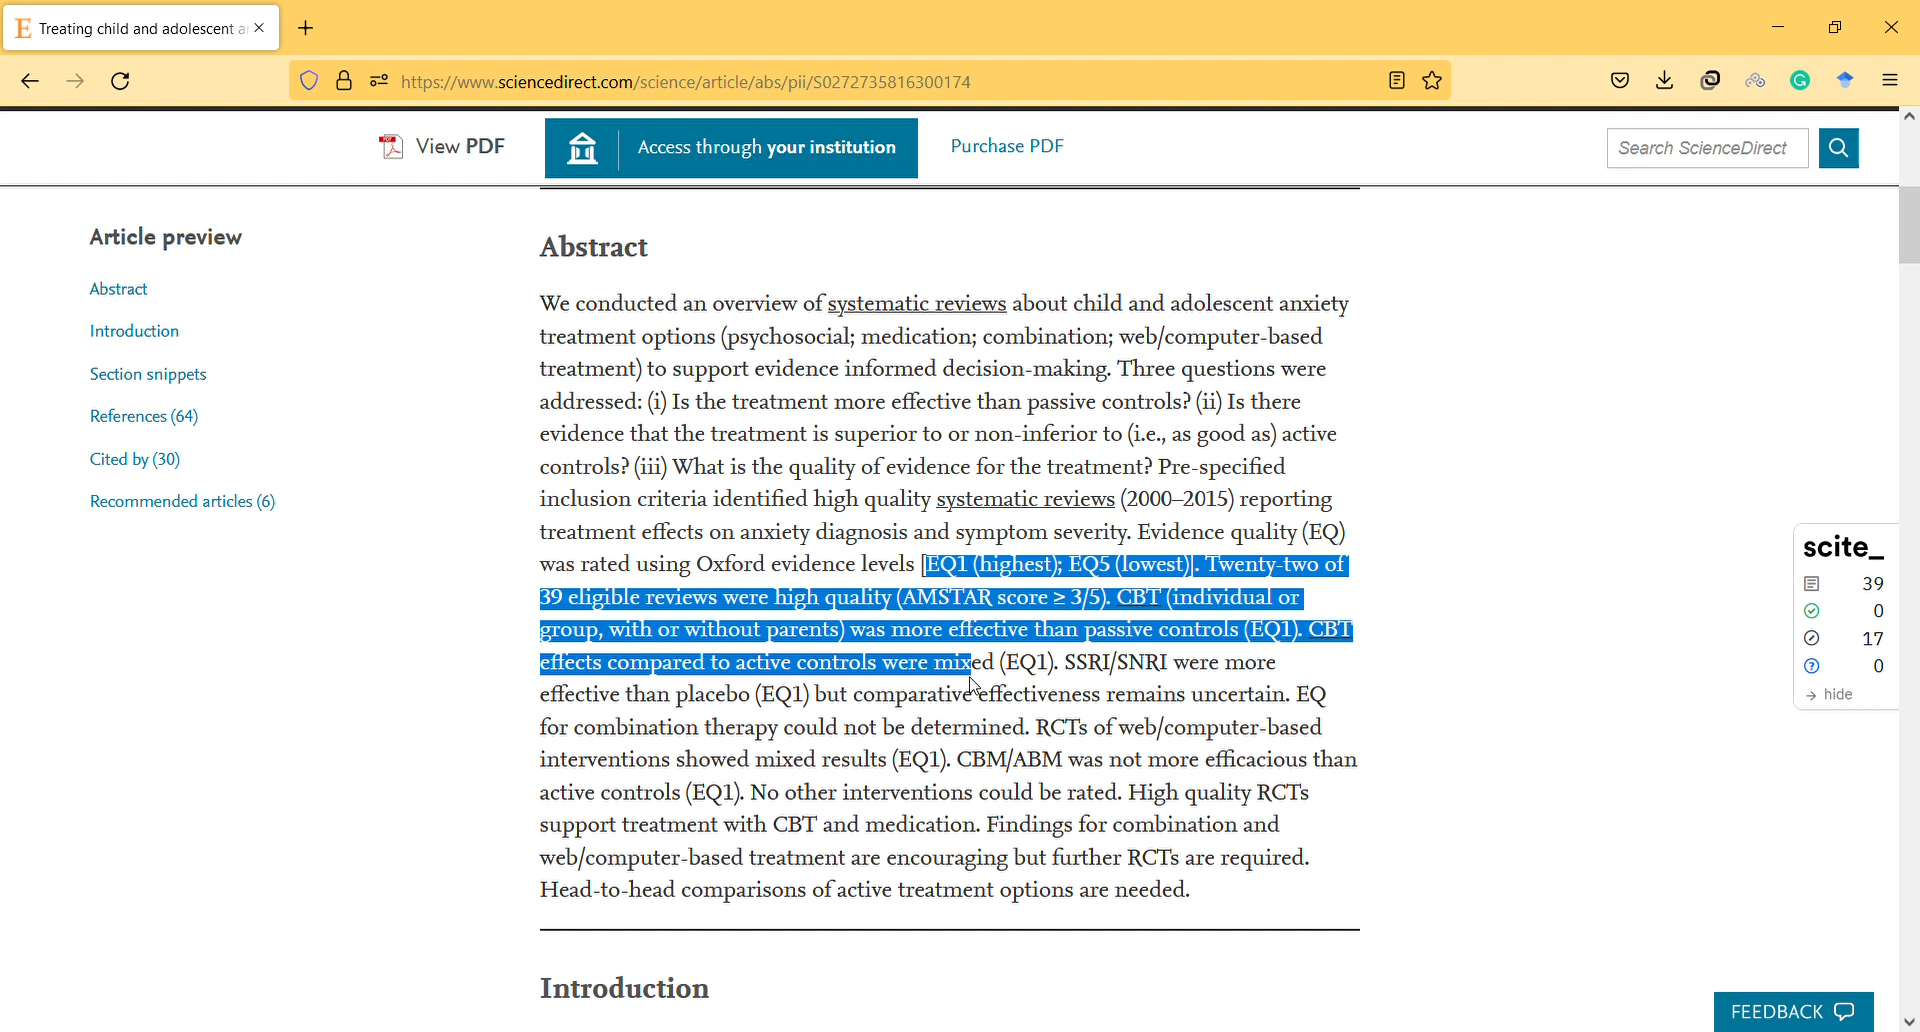 E Treating child and adolescent a
https://www.sciencedirect.com/science/article/abs/pii/S0272735816300174
View PDF
Access through your institution
Purchase PDF
Search ScienceDirect
Article preview
Abstract
Introduction
Section snippets
References (64)
Cited by (30)
Recommended articles (6)
Abstract
We conducted an overview of systematic reviews about child and adolescent anxiety
treatment options (psychosocial; medication; combination; web/computer-based
treatment) to support evidence informed decision-making. Three questions were
addressed: (i) Is the treatment more effective than passive controls? (ii) Is there
evidence that the treatment is superior to or non-inferior to (i.e., as good as) active
controls? (iii) What is the quality of evidence for the treatment? Pre-specified
inclusion criteria identified high quality systematic reviews (2000–2015) reporting
treatment effects on anxiety diagnosis and symptom severity. Evidence quality (EQ)
was rated using Oxford evidence levels [EQ1 (highest); EQ5 (lowest)]. Twenty-two of
39 eligible reviews were high quality (AMSTAR score ≥ 3/5). CBT (individual or
group, with or without parents) was more effective than passive controls (EQ1). CBT
effects compared to active controls were mixed (EQ1). SSRI/SNRI were more
effective than placebo (EQ1) but comparative effectiveness remains uncertain. EQ
for combination therapy could not be determined. RCTs of web/computer-based
interventions showed mixed results (EQ1). CBM/ABM was not more efficacious than
active controls (EQ1). No other interventions could be rated. High quality RCTs
support treatment with CBT and medication. Findings for combination and
web/computer-based treatment are encouraging but further RCTs are required.
Head-to-head comparisons of active treatment options are needed.
Introduction
scite_
39
0
17
0
hide
FEEDBACK